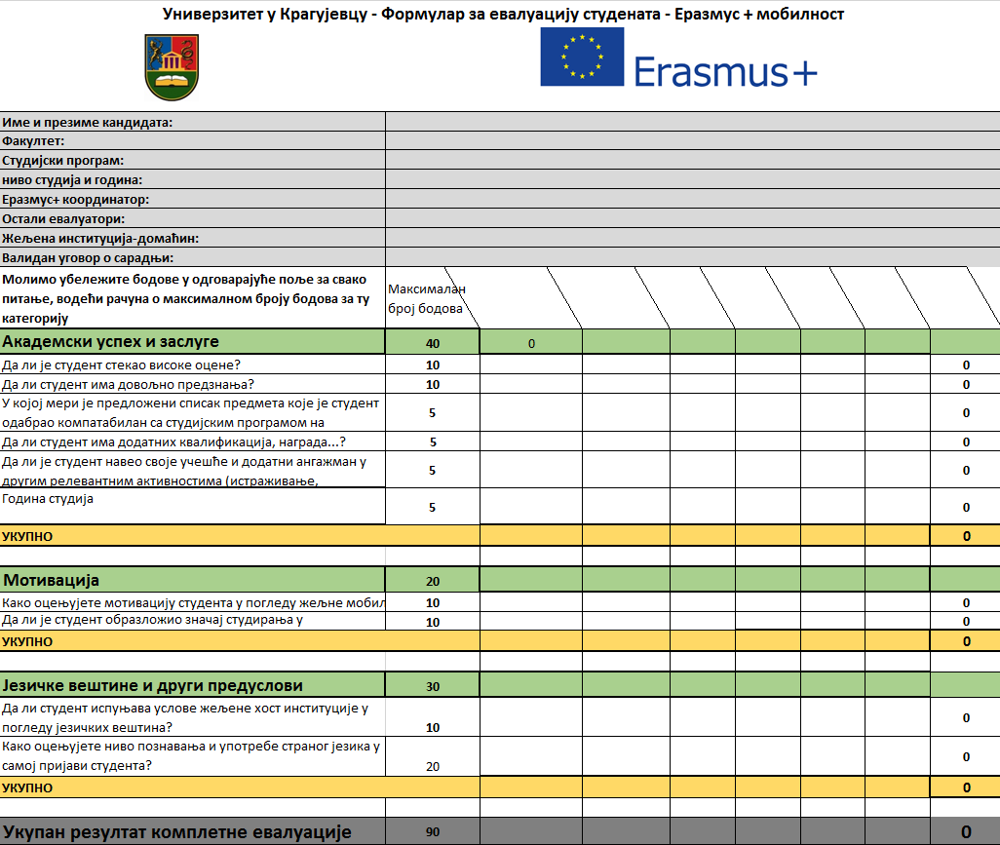 Универзитет у Крагујевцу - Формулар за евалуацију студената - Еразмус + мобилност
Erasmus+
Име и презиме кандидата:
Факултет:
Студијски програм:
ниво студија и година:
Еразмус+ координатор:
Остали евалуатори:
Жељена институција-домаћин:
Валидан уговор о сарадњи:
Молимо убележите бодове у одговарајуће поље за свако
питање, водећи рачуна о максималном броју бодова за ту
категорију
Максималан
број бодова
Академски успех и заслуге 40 0
Да ли је студент стекао високе оцене? 10 0
Да ли студент има довољно предзнања? 10 0
У којој мери је предложени списак предмета које је студент
одабрао компатабилан са студијским програмом на
5 0
Да ли студент има додатних квалификација, награда...? 5 0
Да ли је студент навео своје учешће и додатни ангажман у
другим релевантним активностима (истраживање,
5 0
Година студија
5 0
УКУПНО 0
Мотивација 20
Како оцењујете мотивацију студента у погледу жељне мобил 10 0
Да ли је студент образложио значај студирања у 10 0
УКУПНО 0
Језичке вештине и други предуслови 30
Да ли студент испуњава услове жељене хост институције у
погледу језичких вештина? 10 0
Како оцењујете ниво познавања и употребе страног језика у
самој пријави студента? 20 0
УКУПНО 0
Укупан резултат комплетне евалуације 90 0